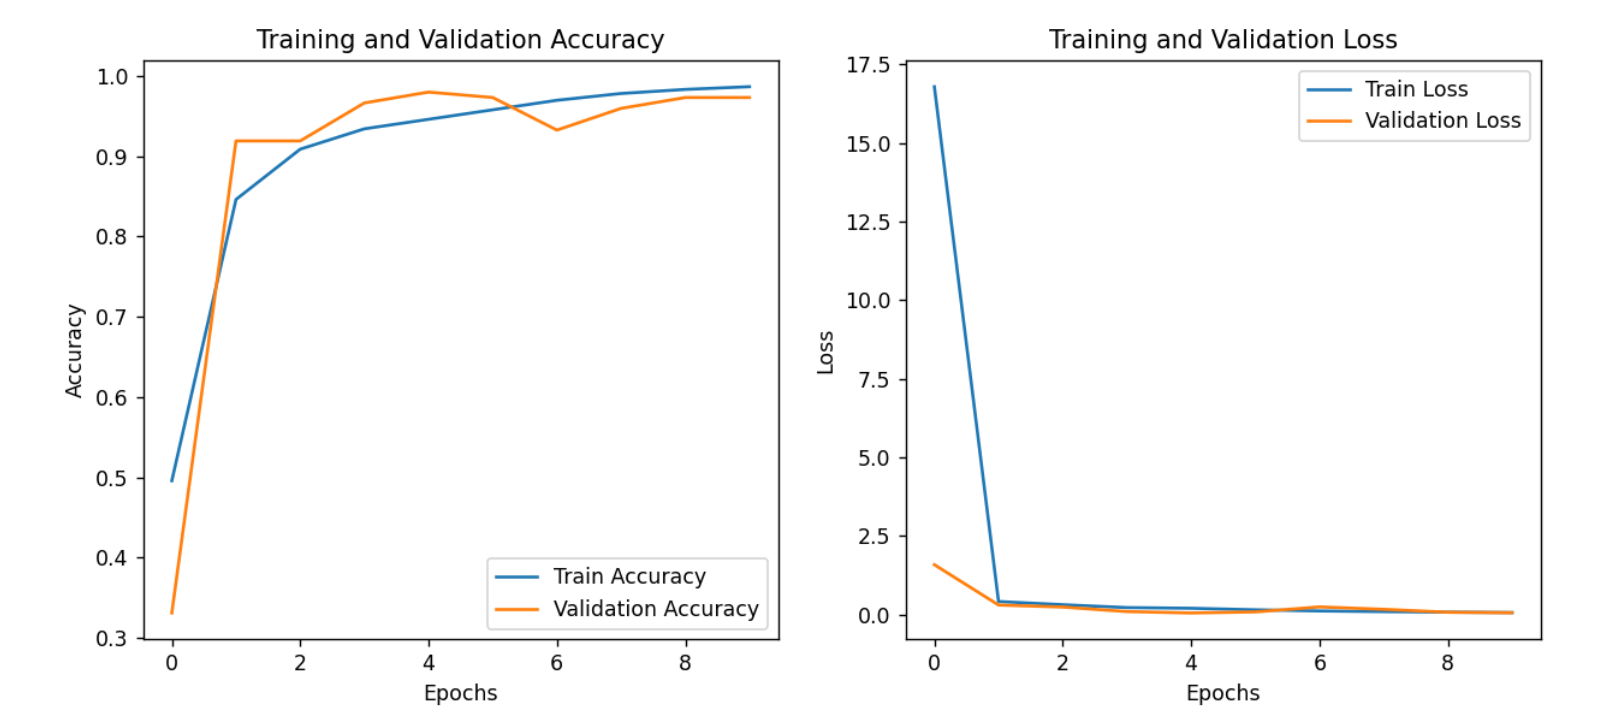 Training and Validation Accuracy
1.0
0.9
0.8
0.7
0.6
0.5
0.4
0.3
Accuracy
Train Accuracy
Validation Accuracy
0 2 4 6 8
Epochs
Training and Validation Loss
17.5
15.0
12.5
10.0
7.5
5.0
2.5
0.0
Loss
Train Loss
Validation Loss
0 2 4 6 8
Epochs